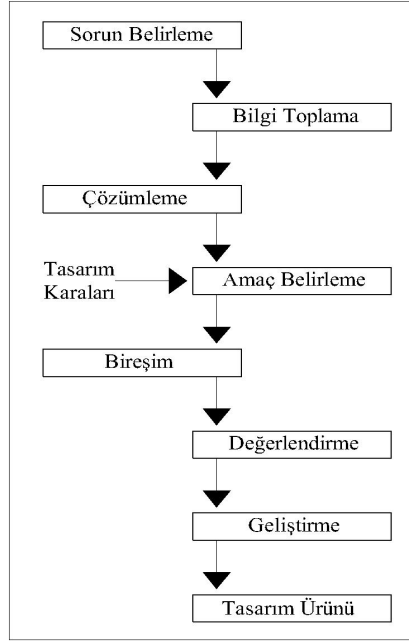 Sorun Belirleme
Bilgi Toplama
Çözümleme
Tasarım
Karaları
Amaç Belirleme
Bireşim
Değerlendirme
Geliştirme
Tasarım Ürünü